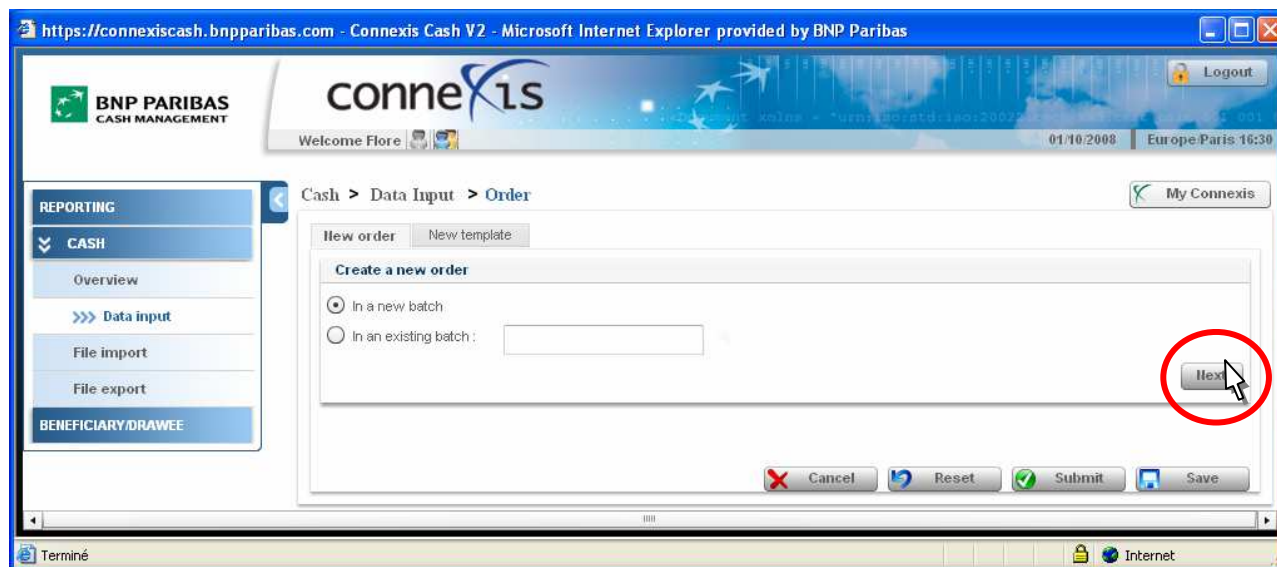 https://connexiscash.bnpparibas.com - Connexis Cash V2 - Microsoft Internet Explorer provided by BNP Paribas
BNP PARIBAS
CASH MANAGEMENT
connexis
Logout
Welcome Flore
01/10/2008
Europe/Paris 16:30
REPORTING
CASH
Overview
>>> Data input
File import
File export
BENEFICIARY/DRAWEE
Cash > Data Input > Order
My Connexis
New order
New template
Create a new order
In a new batch
In an existing batch :
Next
Cancel
Reset
Submit
Save
Terminé
Internet